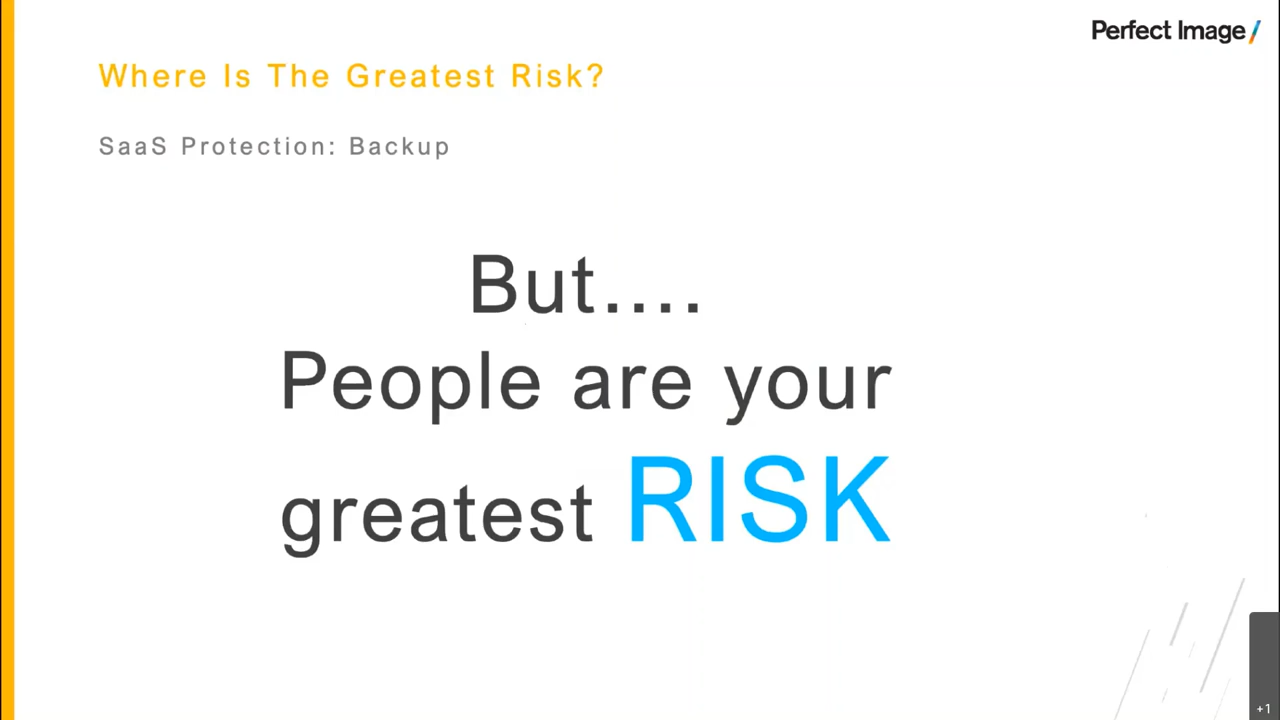 Perfect Image/
Where Is The Greatest Risk?
SaaS Protection: Backup
But....
People are your
greatest RISK
+1